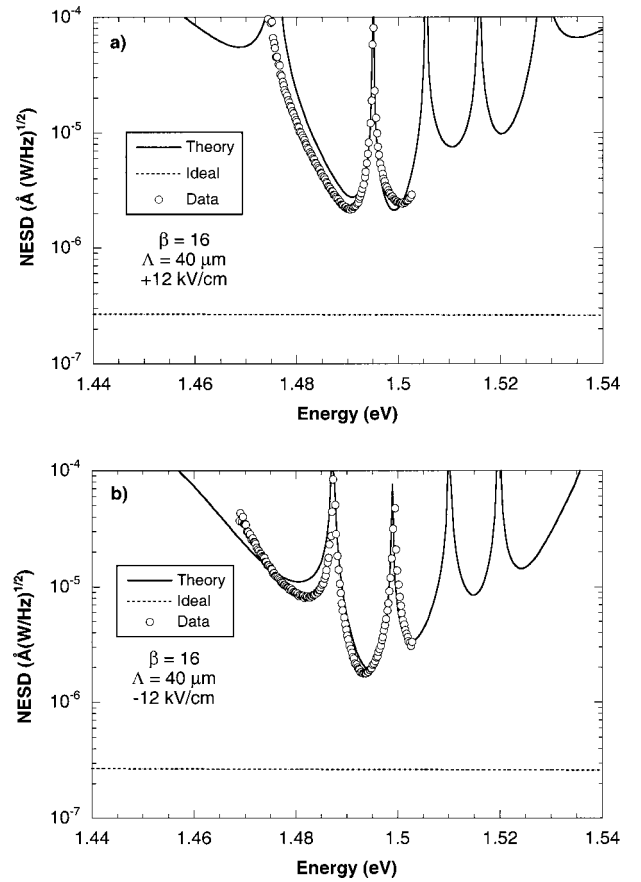 10⁻⁴
a)
10⁻⁵
Theory
Ideal
Data
β = 16
Λ = 40 μm
+12 kV/cm
10⁻⁶
10⁻⁷
NESD (Å (W/Hz)^1/2)
1.44 1.46 1.48 1.5 1.52 1.54
Energy (eV)
10⁻⁴
b)
10⁻⁵
Theory
Ideal
Data
β = 16
Λ = 40 μm
-12 kV/cm
10⁻⁶
10⁻⁷
NESD (Å(W/Hz)^1/2)
1.44 1.46 1.48 1.5 1.52 1.54
Energy (eV)